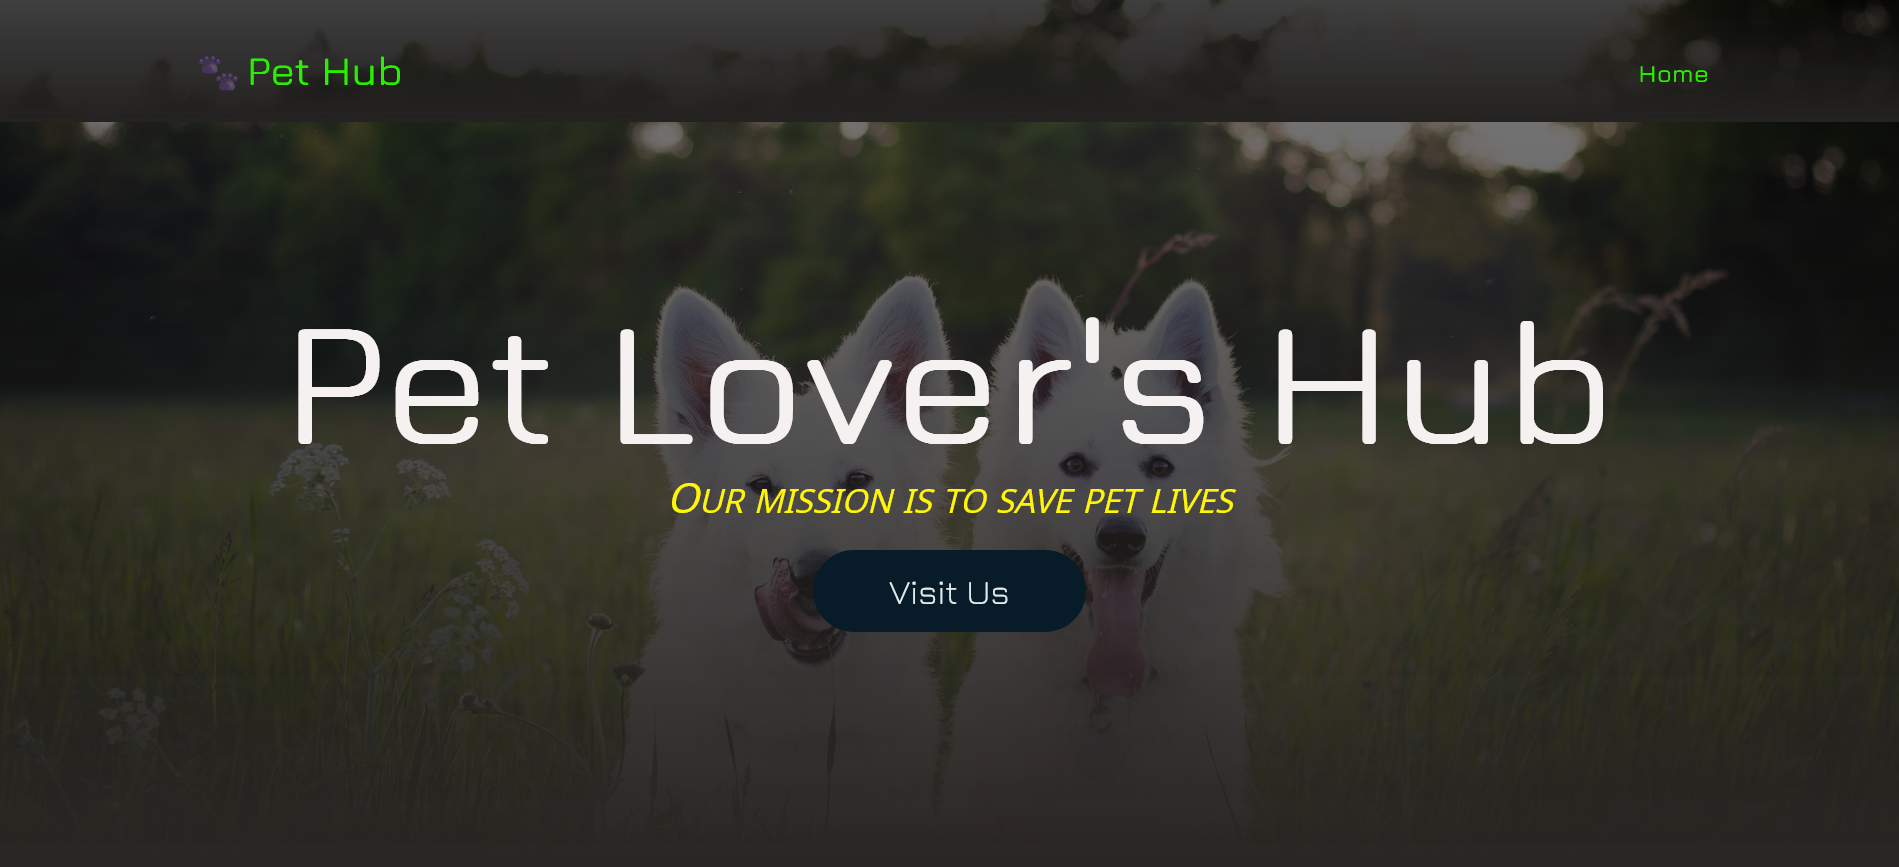 Pet Hub
Home
Pet Lover's Hub
Our mission is to save pet lives
Visit Us